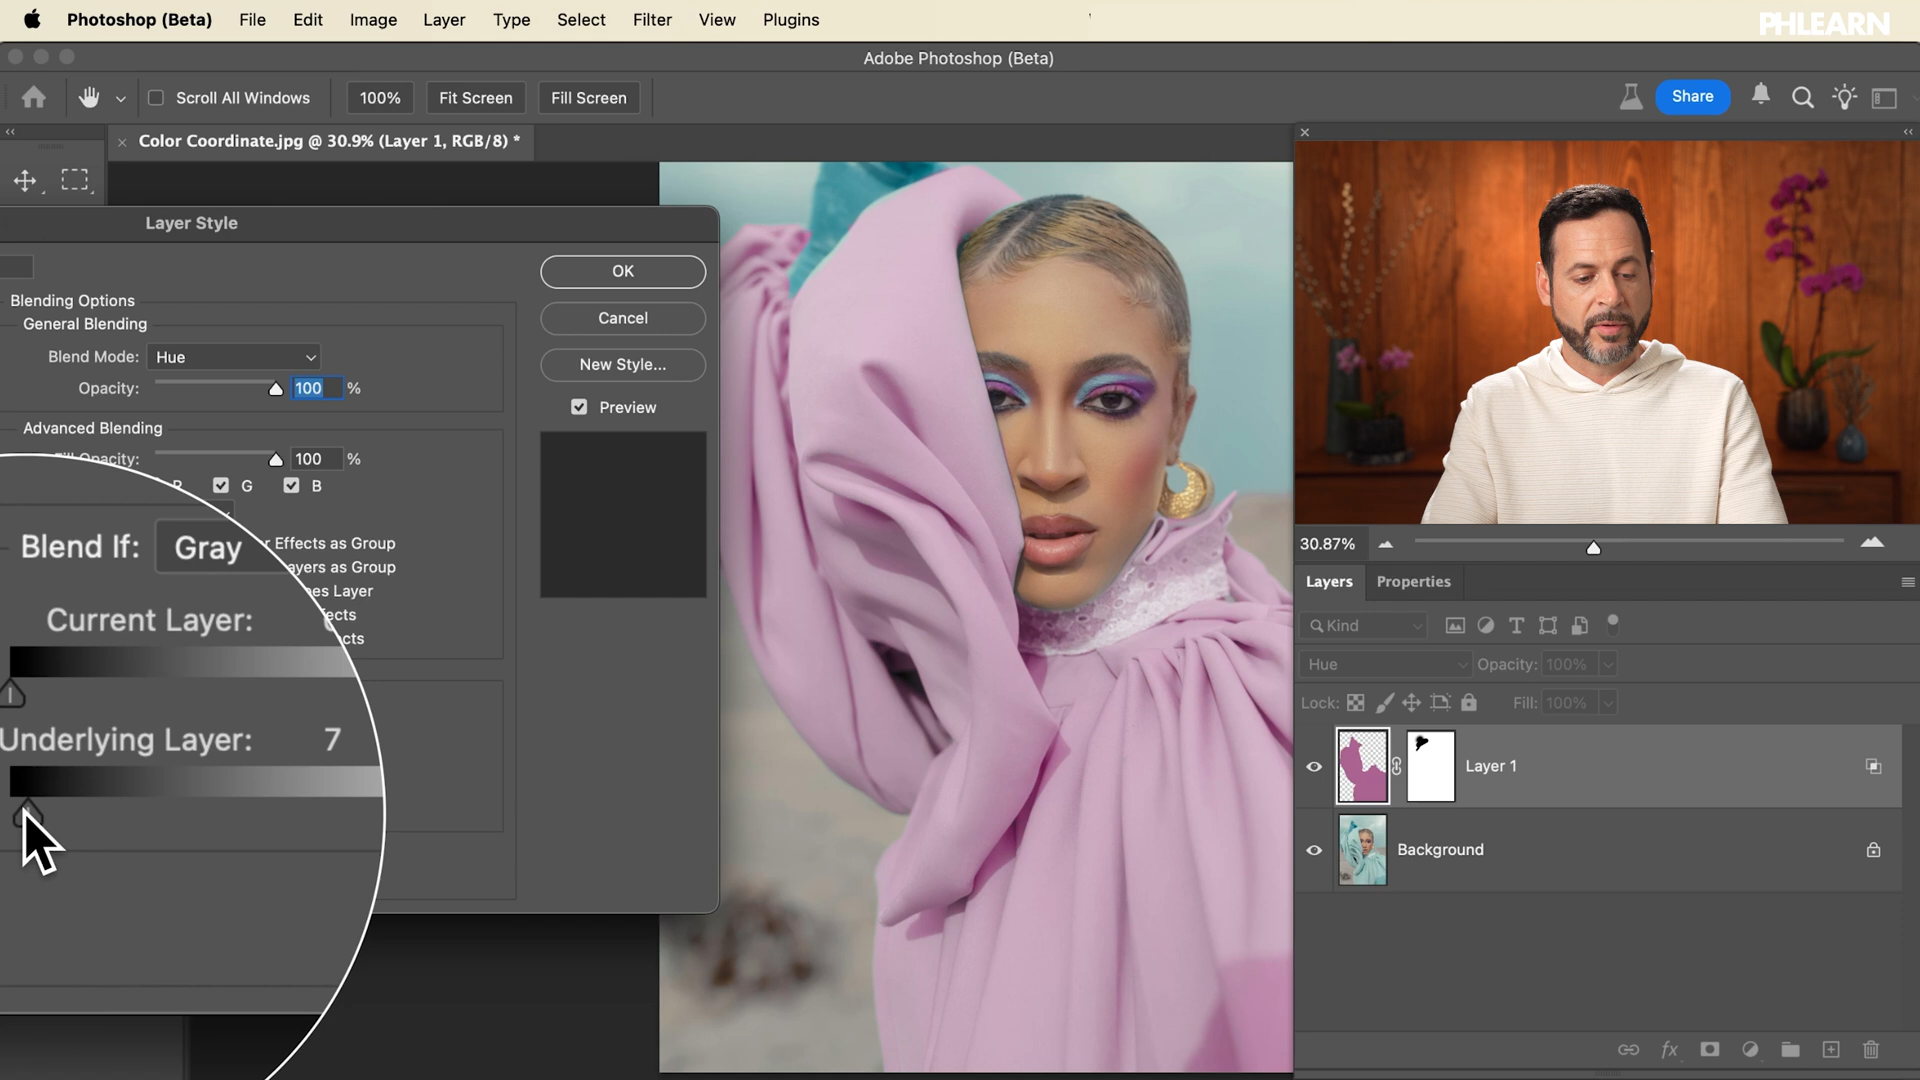 Photoshop (Beta) File Edit Image Layer Type Select Filter View Plugins
PHLEARN
Adobe Photoshop (Beta)
Scroll All Windows 100% Fit Screen Fill Screen
Share
Color Coordinate.jpg @ 30.9% (Layer 1, RGB/8) *
Layer Style
Blending Options
General Blending
Blend Mode: Hue
Opacity: 100 %
Advanced Blending
Opacity: 100 %
G B
Effects as Group
Layers as Group
Layer
Blend If: Gray
Current Layer:
Underlying Layer: 7
OK
Cancel
New Style...
Preview
30.87%
Layers Properties
Kind
Hue Opacity: 100%
Lock: Fill: 100%
Layer 1
Background
fx